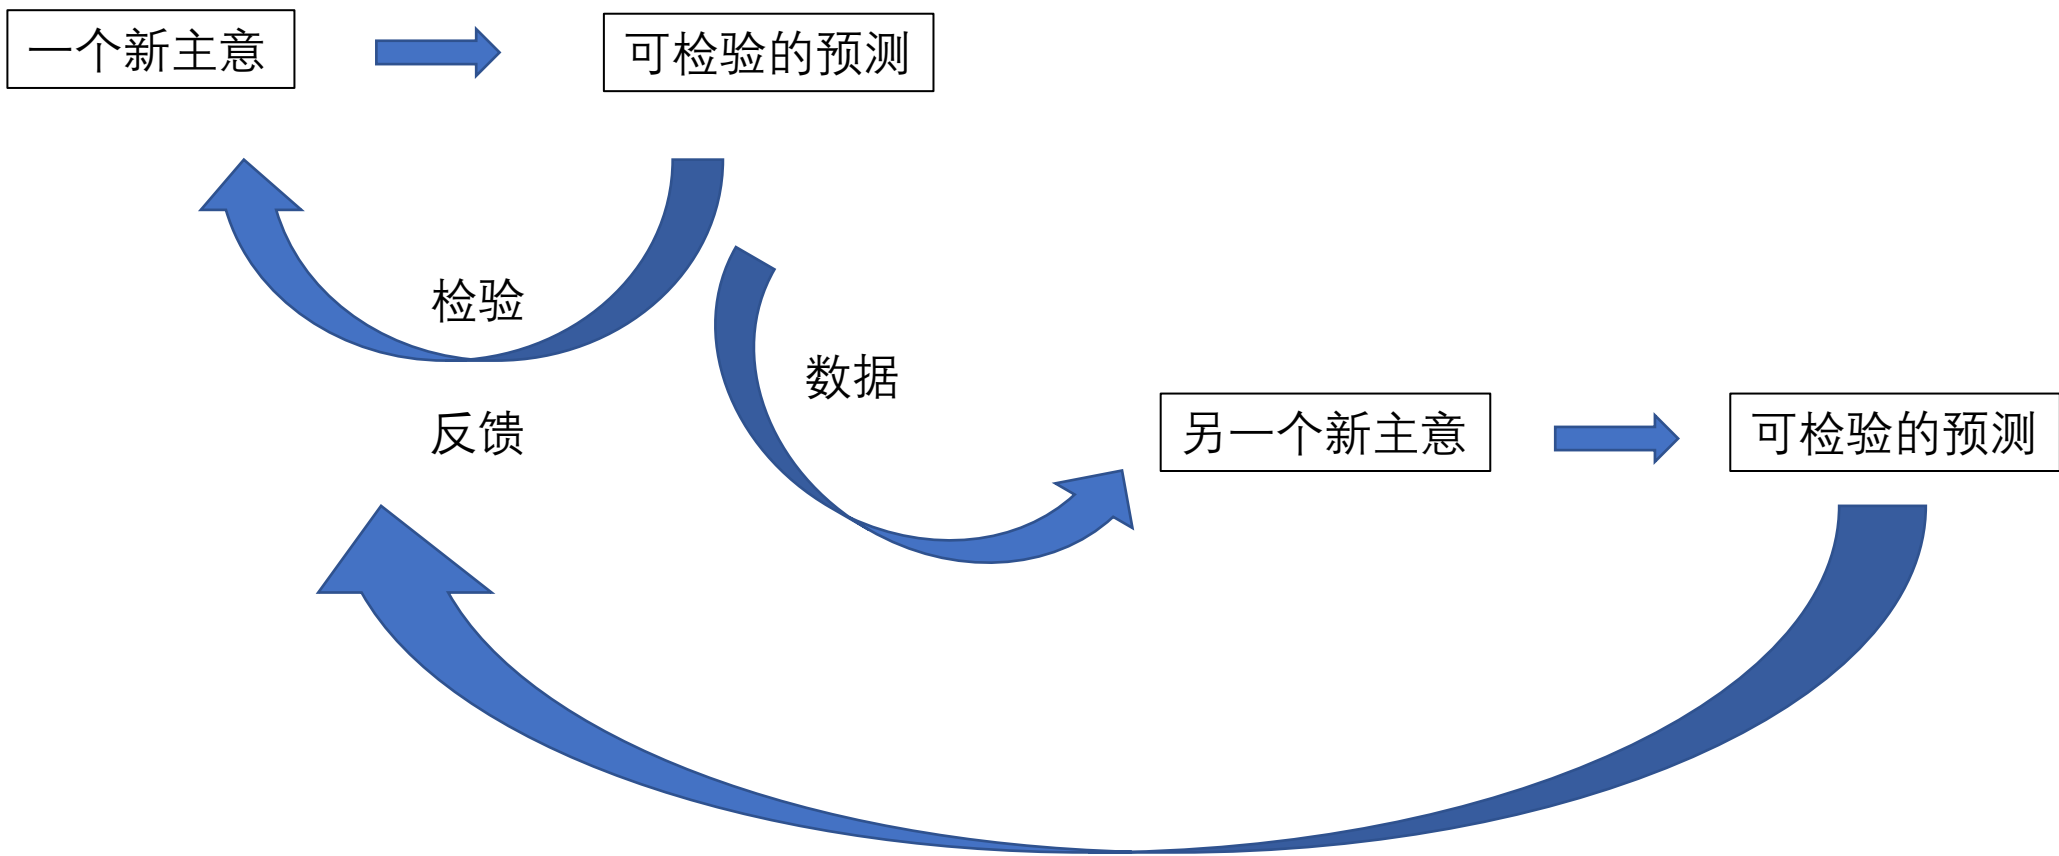 一个新主意
可检验的预测
检验
反馈
数据
另一个新主意
可检验的预测